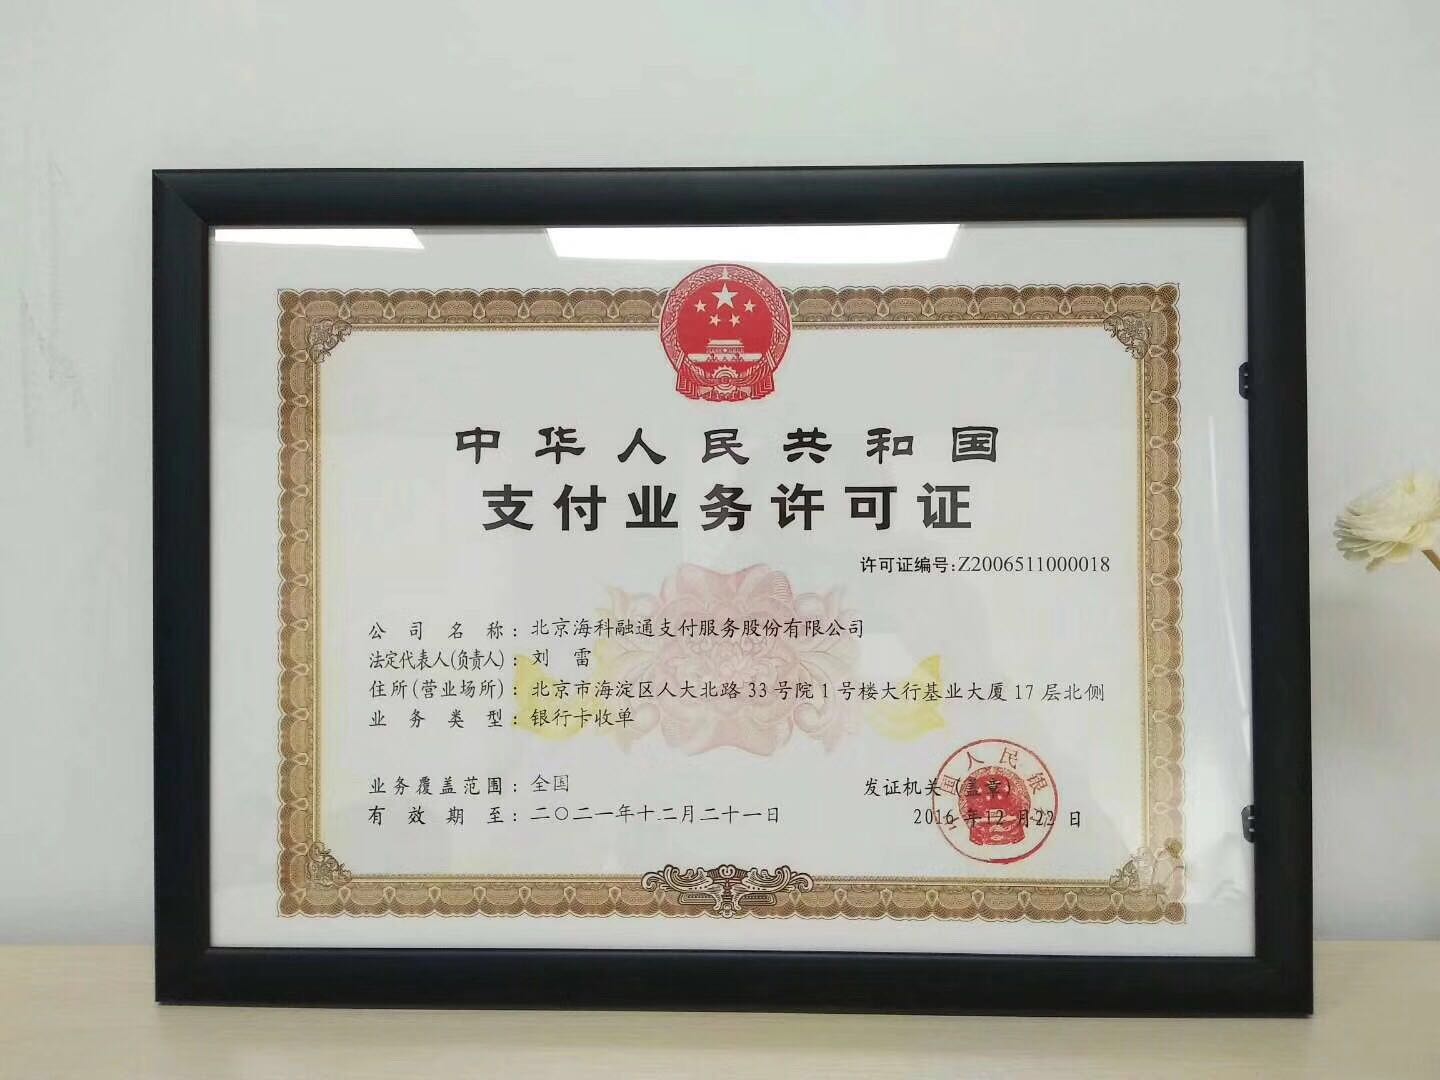 中华人民共和国
支付业务许可证
许可证编号:Z2006511000018
公司名称:北京海科融通支付服务股份有限公司
法定代表人(负责人):刘雷
住所(营业场所):北京市海淀区人大北路33号院1号楼大行基业大厦17层北侧
业务类型:银行卡收单
业务覆盖范围:全国
有效期至:二〇二一年十二月二十一日
发证机关(盖章)
2016年12月22日
国人民银